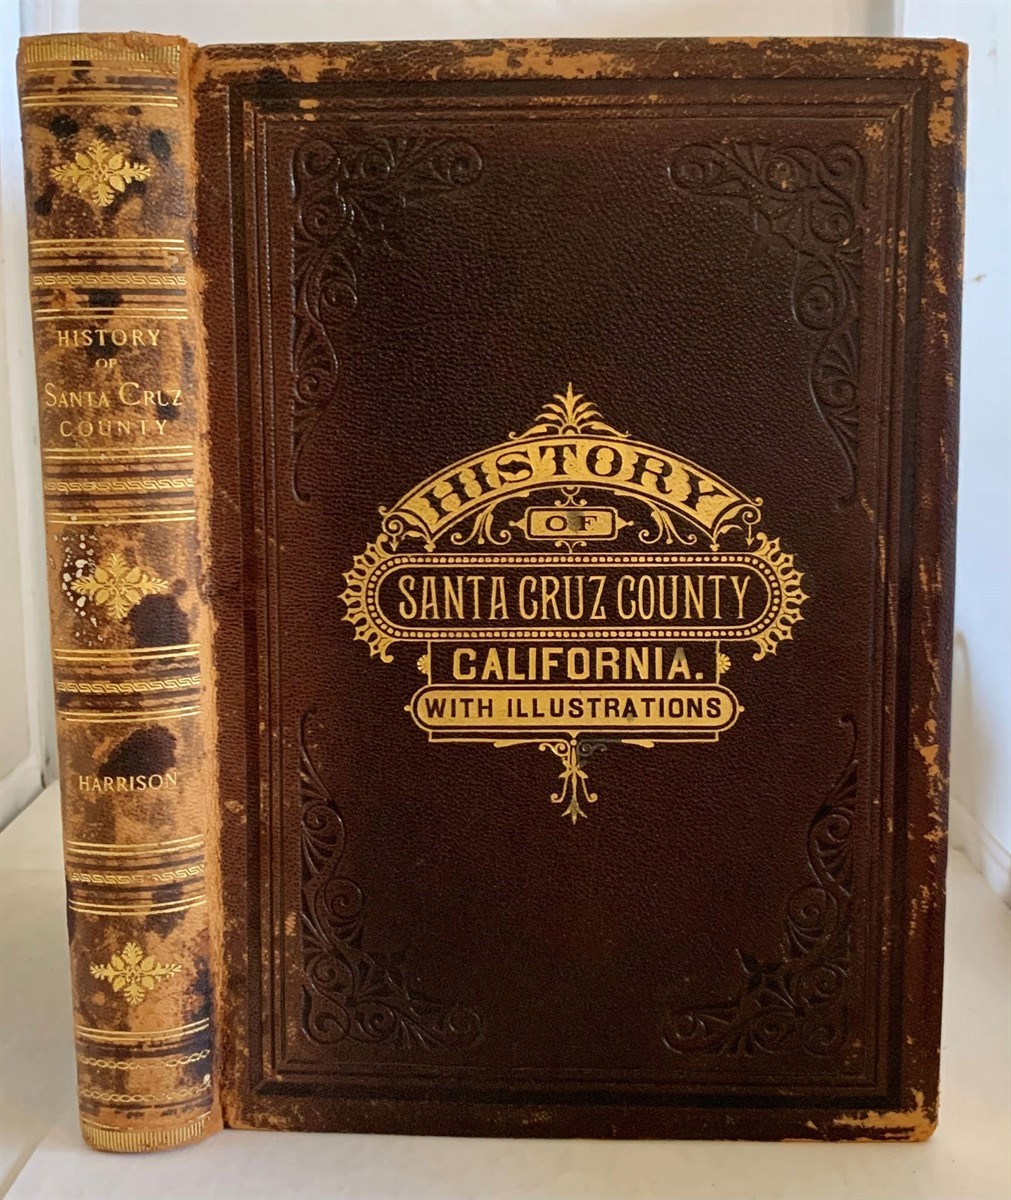 HISTORY
OF
SANTA CRUZ
COUNTY
HARRISON
HISTORY
OF
SANTA CRUZ COUNTY
CALIFORNIA.
WITH ILLUSTRATIONS